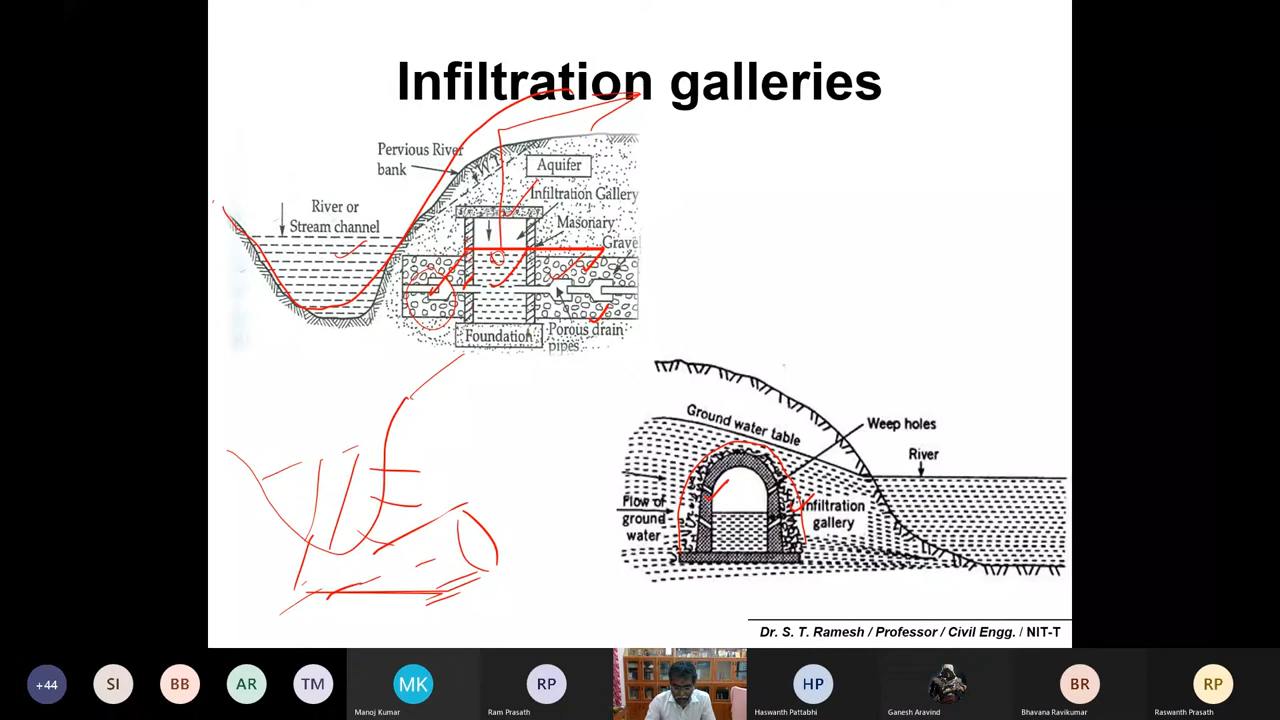 Infiltration galleries
Pervious River
bank
Aquifer
River or
Stream channel
Infiltration Gallery
Masonary
Grave
Foundation
Porous drain
pipes
Ground water table
Weep holes
River
Flow of
ground
water
Infiltration
gallery
Dr. S. T. Ramesh / Professor / Civil Engg. / NIT-T
+44
SI
BB
AR
TM
MK
Manoj Kumar
RP
Ram Prasath
HP
Haswanth Pattabhi
Ganesh Aravind
BR
Bhavana Ravikumar
RP
Raswanth Prasath